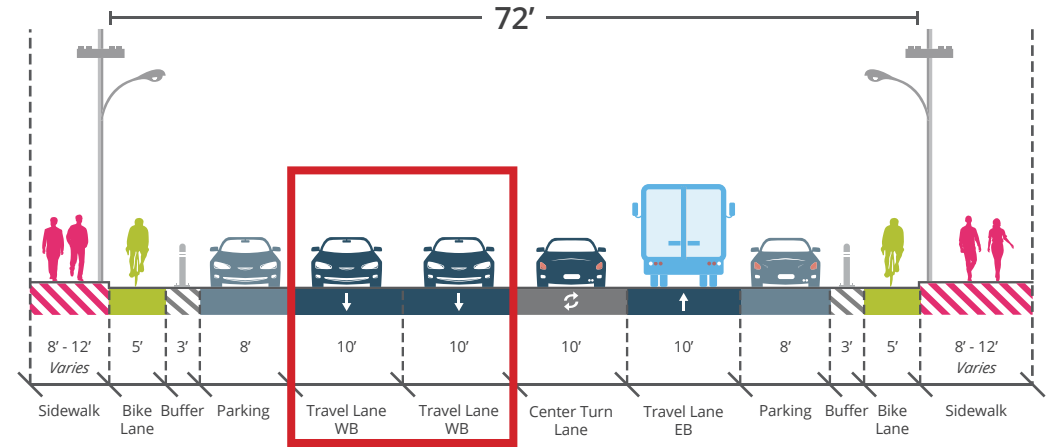 72’
8’ - 12’
Varies
5’
3’
8’
10’
10’
10’
10’
8’
3’
5’
8’ - 12’
Varies
Sidewalk
Bike
Lane
Buffer
Parking
Travel Lane
WB
Travel Lane
WB
Center Turn
Lane
Travel Lane
EB
Parking
Buffer
Bike
Lane
Sidewalk